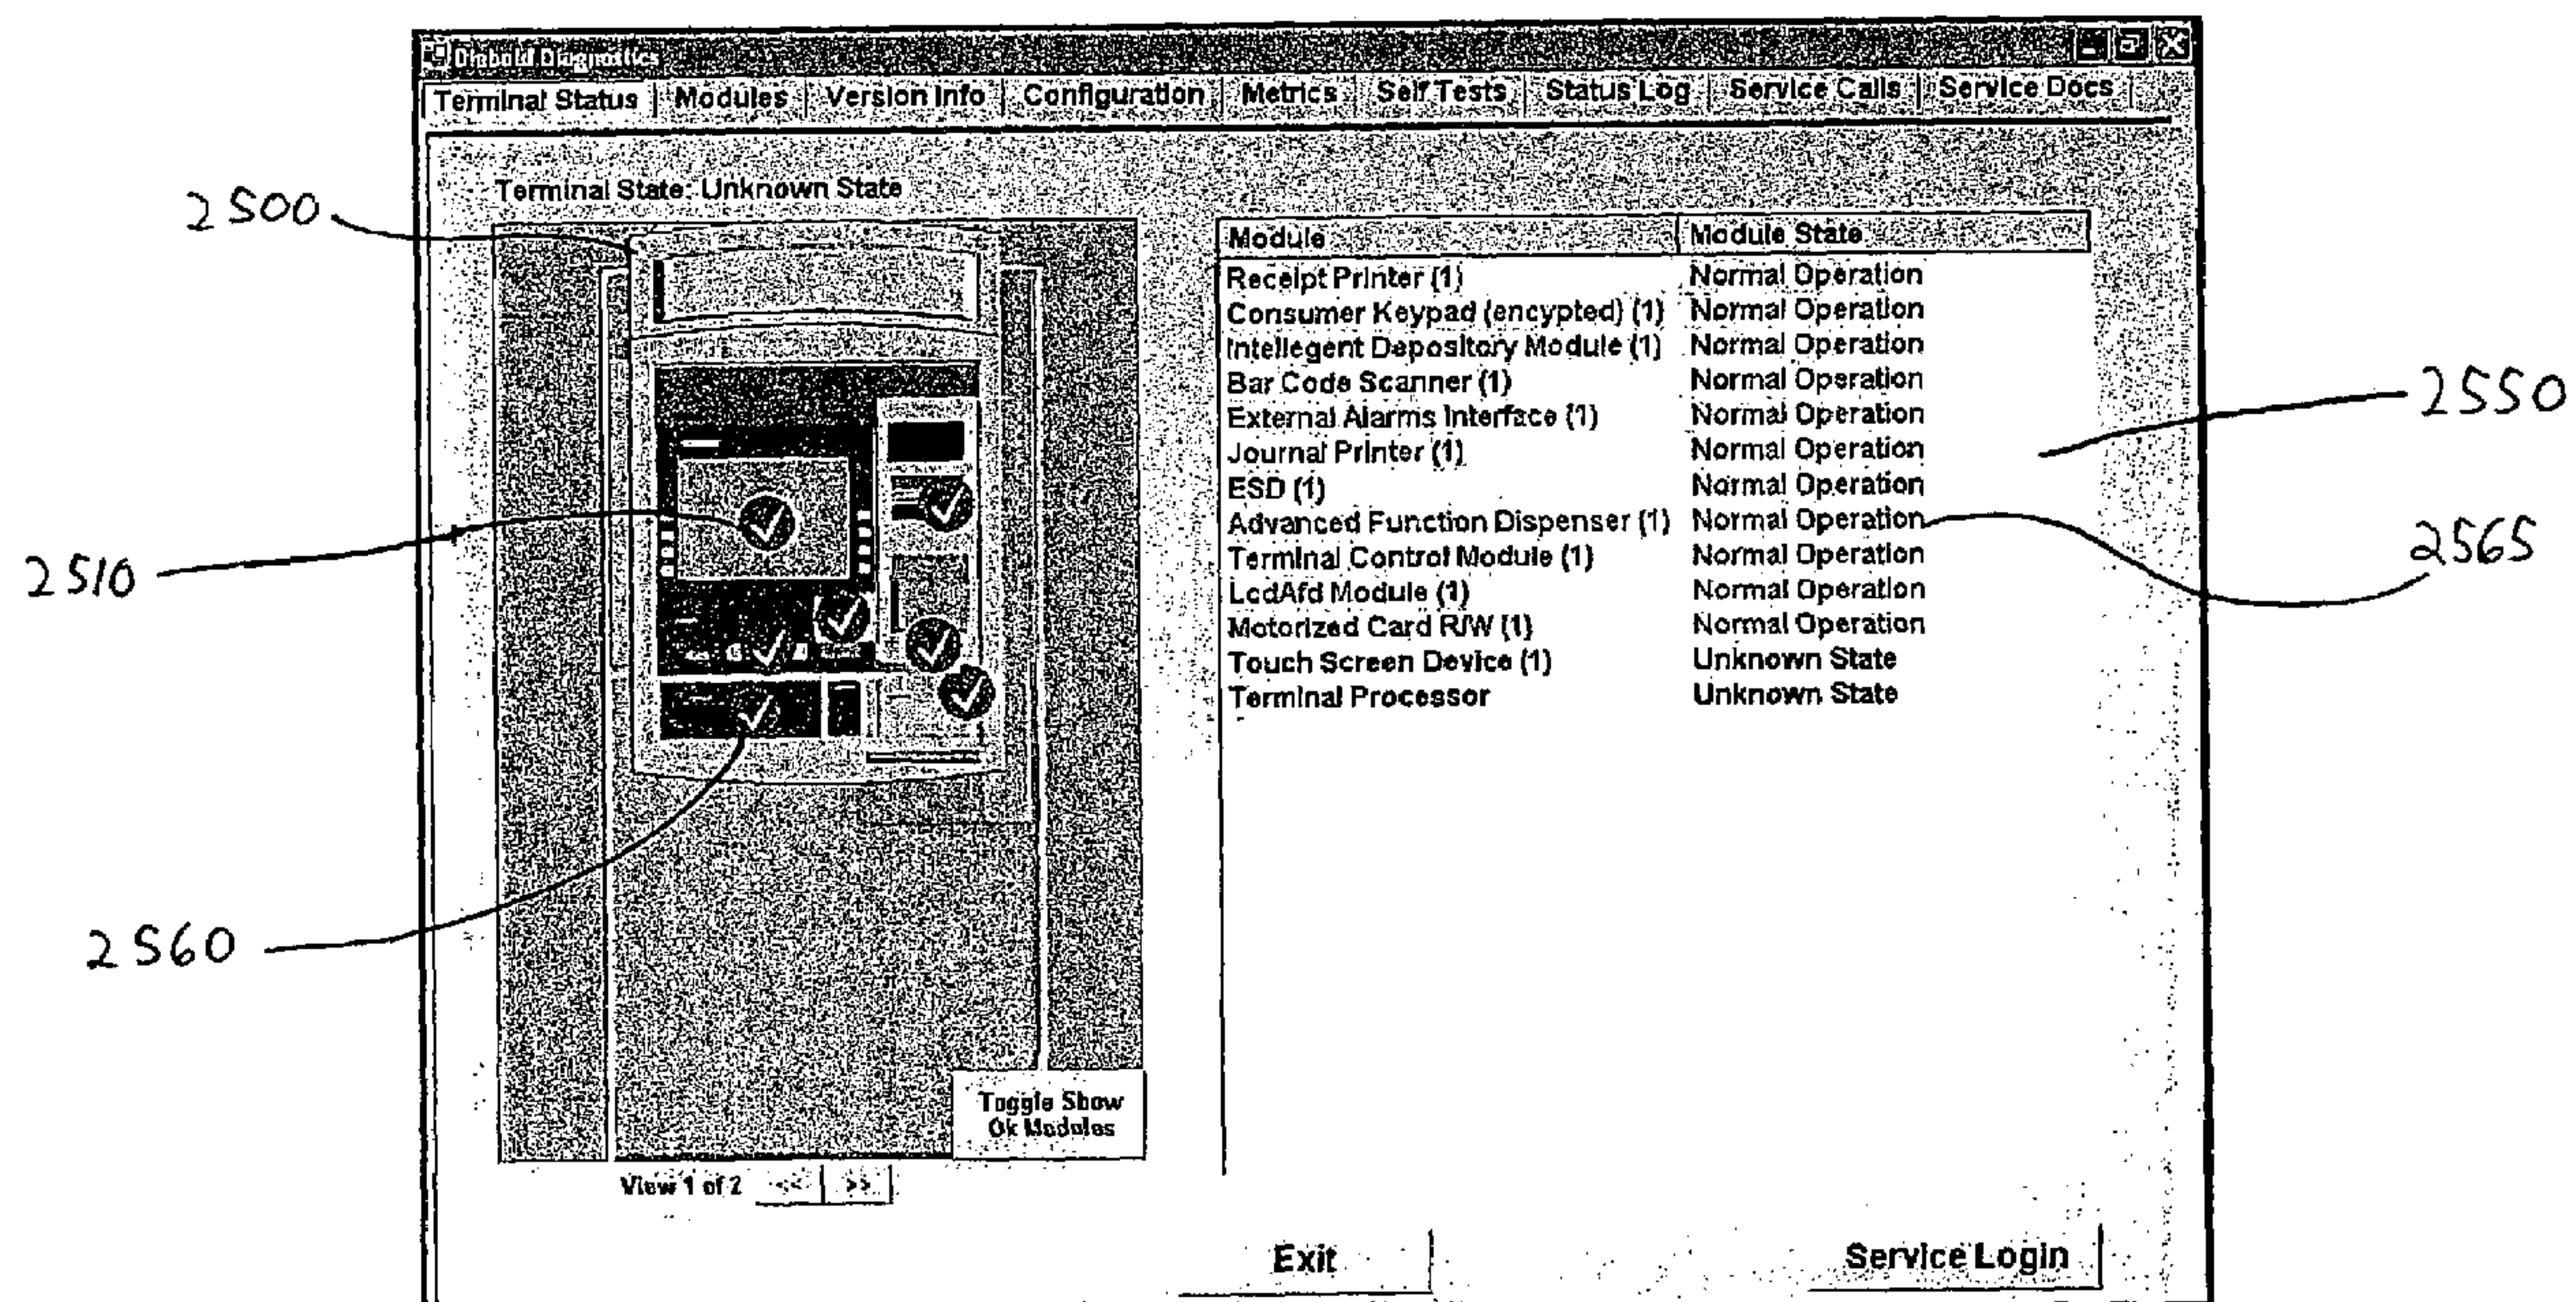 Diebold Diagnostics
Terminal Status Modules Version Info Configuration Metrics Self Tests Status Log Service Calls Service Docs
Terminal State: Unknown State
2500
2510
2560
Module Module State
Receipt Printer (1) Normal Operation
Consumer Keypad (encypted) (1) Normal Operation
Intellegent Depository Module (1) Normal Operation
Bar Code Scanner (1) Normal Operation
External Alarms Interface (1) Normal Operation
Journal Printer (1) Normal Operation
ESD (1) Normal Operation
Advanced Function Dispenser (1) Normal Operation
Terminal Control Module (1) Normal Operation
LcdAfd Module (1) Normal Operation
Motorized Card R/W (1) Normal Operation
Touch Screen Device (1) Unknown State
Terminal Processor Unknown State
2550
2565
Toggle Show
Ok Modules
View 1 of 2 << >>
Exit Service Login